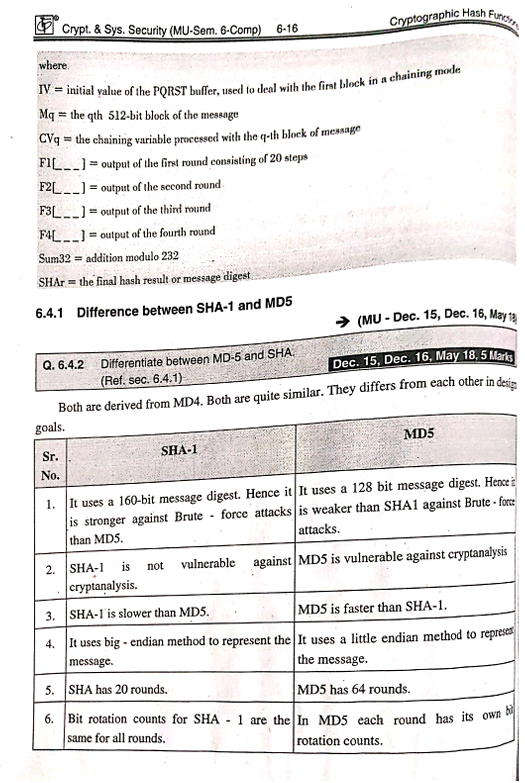 Crypt. & Sys. Security (MU-Sem. 6-Comp) 6-16 Cryptographic Hash Functions
where
IV = initial value of the PQRST buffer, used to deal with the first block in a chaining mode
Mq = the qth 512-bit block of the message
CVq = the chaining variable processed with the q-th block of message
F1[_ _ _] = output of the first round consisting of 20 steps
F2[_ _ _] = output of the second round
F3[_ _ _] = output of the third round
F4[_ _ _] = output of the fourth round
Sum32 = addition modulo 232
SHAr = the final hash result or message digest
6.4.1 Difference between SHA-1 and MD5
➔ (MU - Dec. 15, Dec. 16, May 18)
Q. 6.4.2 Differentiate between MD-5 and SHA.
(Ref. sec. 6.4.1) Dec. 15, Dec. 16, May 18, 5 Marks
Both are derived from MD4. Both are quite similar. They differs from each other in design
goals.
Sr. No. SHA-1 MD5
1. It uses a 160-bit message digest. Hence it It uses a 128 bit message digest. Hence it
is stronger against Brute - force attacks is weaker than SHA1 against Brute - force
than MD5. attacks.
2. SHA-1 is not vulnerable against MD5 is vulnerable against cryptanalysis
cryptanalysis.
3. SHA-1 is slower than MD5. MD5 is faster than SHA-1.
4. It uses big - endian method to represent the It uses a little endian method to represent
message. the message.
5. SHA has 20 rounds. MD5 has 64 rounds.
6. Bit rotation counts for SHA - 1 are the In MD5 each round has its own bit
same for all rounds. rotation counts.